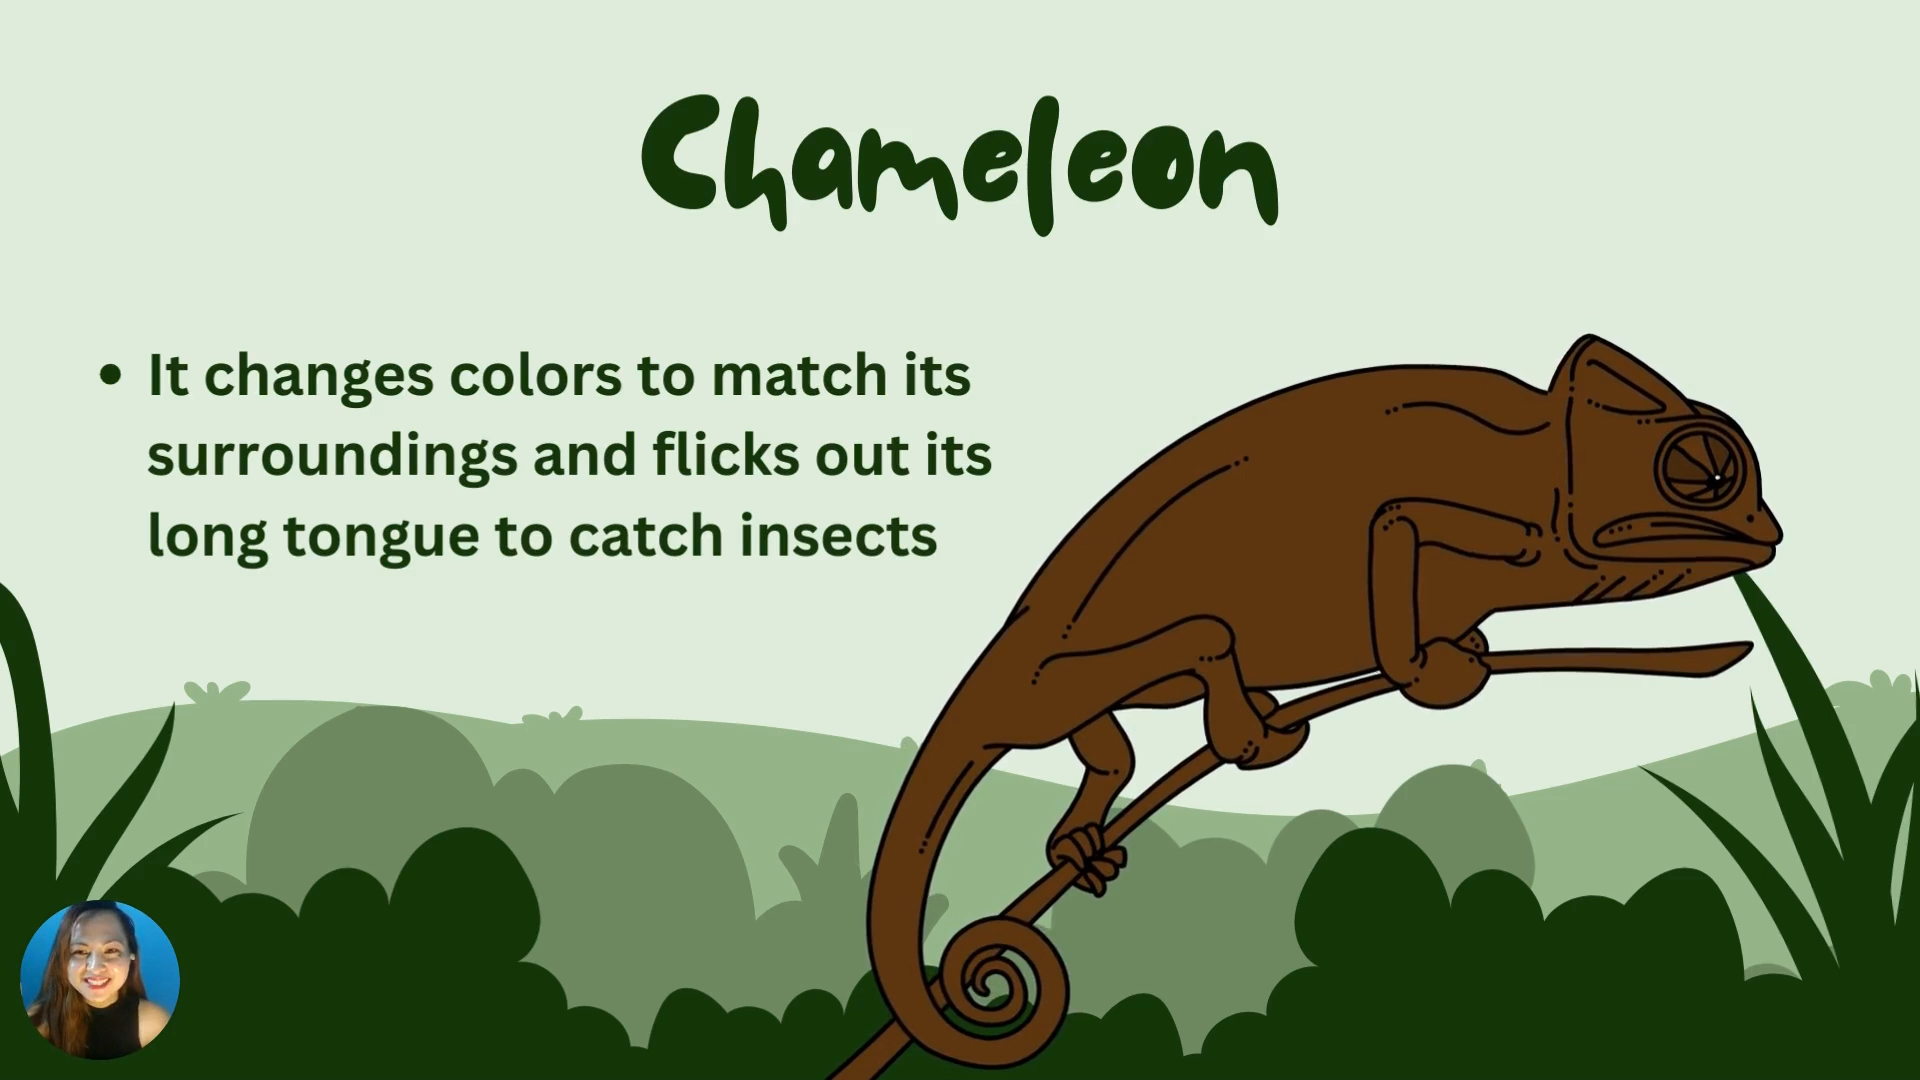 Chameleon
• It changes colors to match its
surroundings and flicks out its
long tongue to catch insects